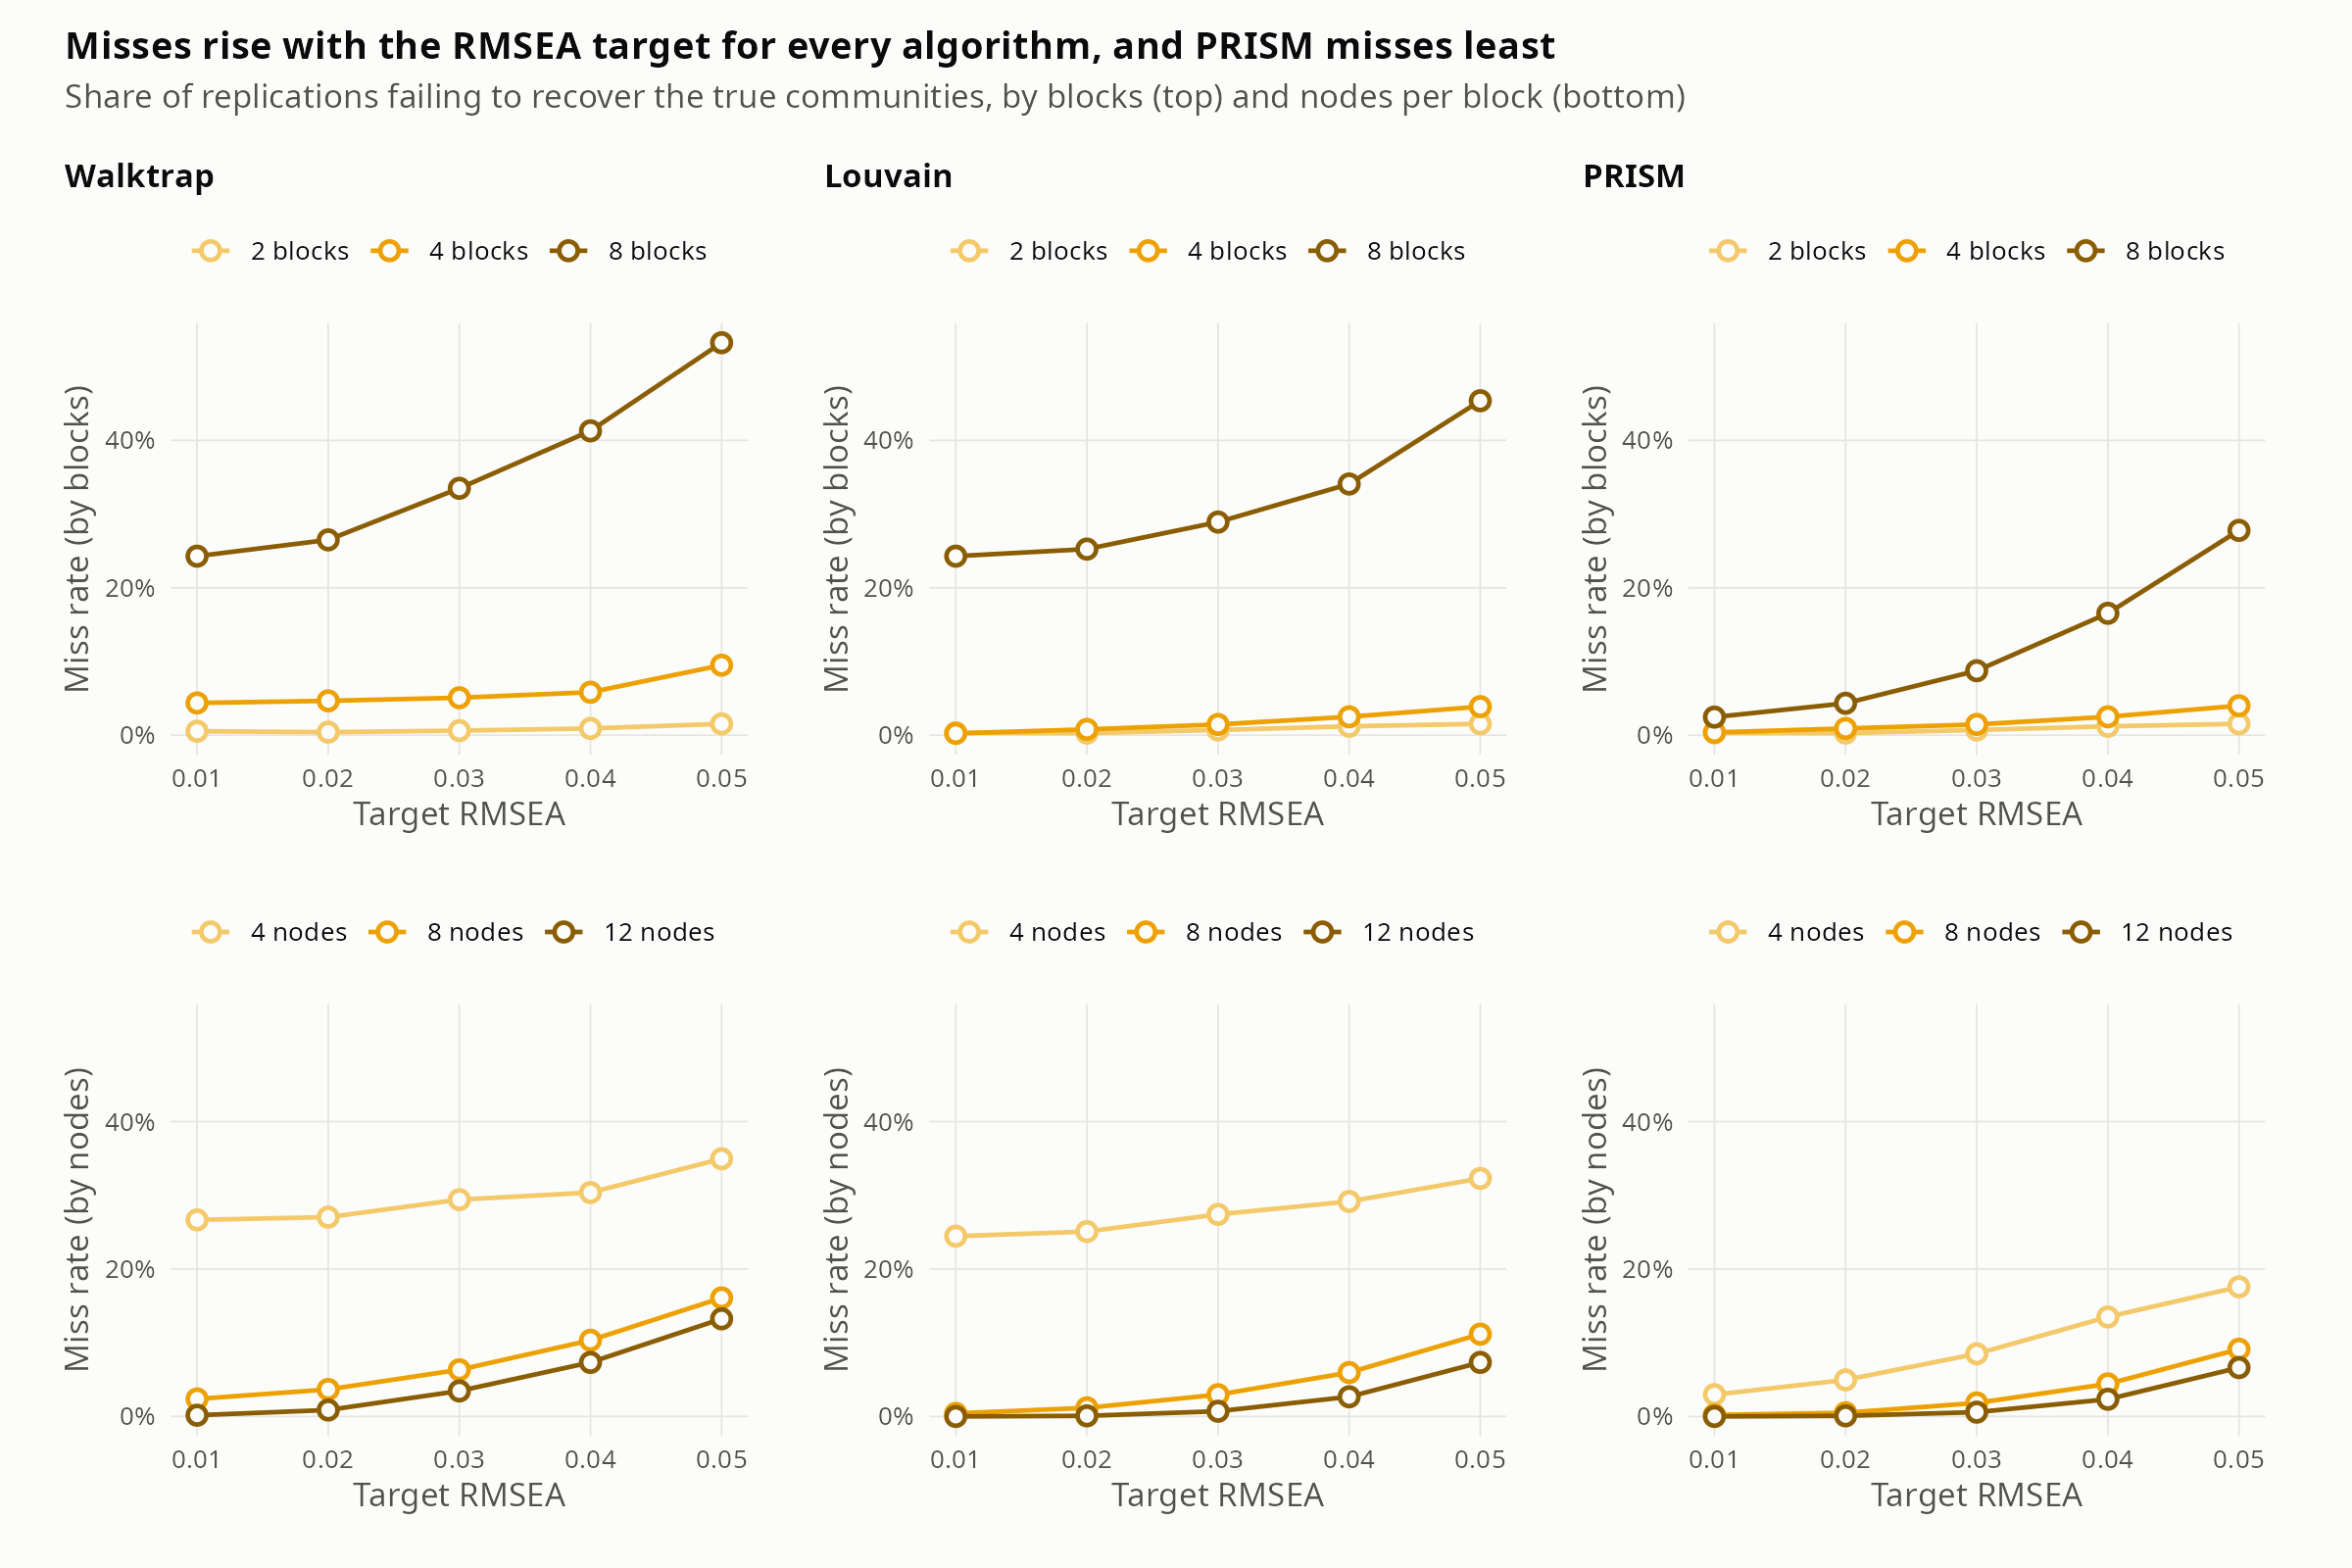 Misses rise with the RMSEA target for every algorithm, and PRISM misses least
Share of replications failing to recover the true communities, by blocks (top) and nodes per block (bottom)
Walktrap
2 blocks 4 blocks 8 blocks
Miss rate (by blocks)
40%
20%
0%
0.01 0.02 0.03 0.04 0.05
Target RMSEA
Louvain
2 blocks 4 blocks 8 blocks
Miss rate (by blocks)
40%
20%
0%
0.01 0.02 0.03 0.04 0.05
Target RMSEA
PRISM
2 blocks 4 blocks 8 blocks
Miss rate (by blocks)
40%
20%
0%
0.01 0.02 0.03 0.04 0.05
Target RMSEA
4 nodes 8 nodes 12 nodes
Miss rate (by nodes)
40%
20%
0%
0.01 0.02 0.03 0.04 0.05
Target RMSEA
4 nodes 8 nodes 12 nodes
Miss rate (by nodes)
40%
20%
0%
0.01 0.02 0.03 0.04 0.05
Target RMSEA
4 nodes 8 nodes 12 nodes
Miss rate (by nodes)
40%
20%
0%
0.01 0.02 0.03 0.04 0.05
Target RMSEA